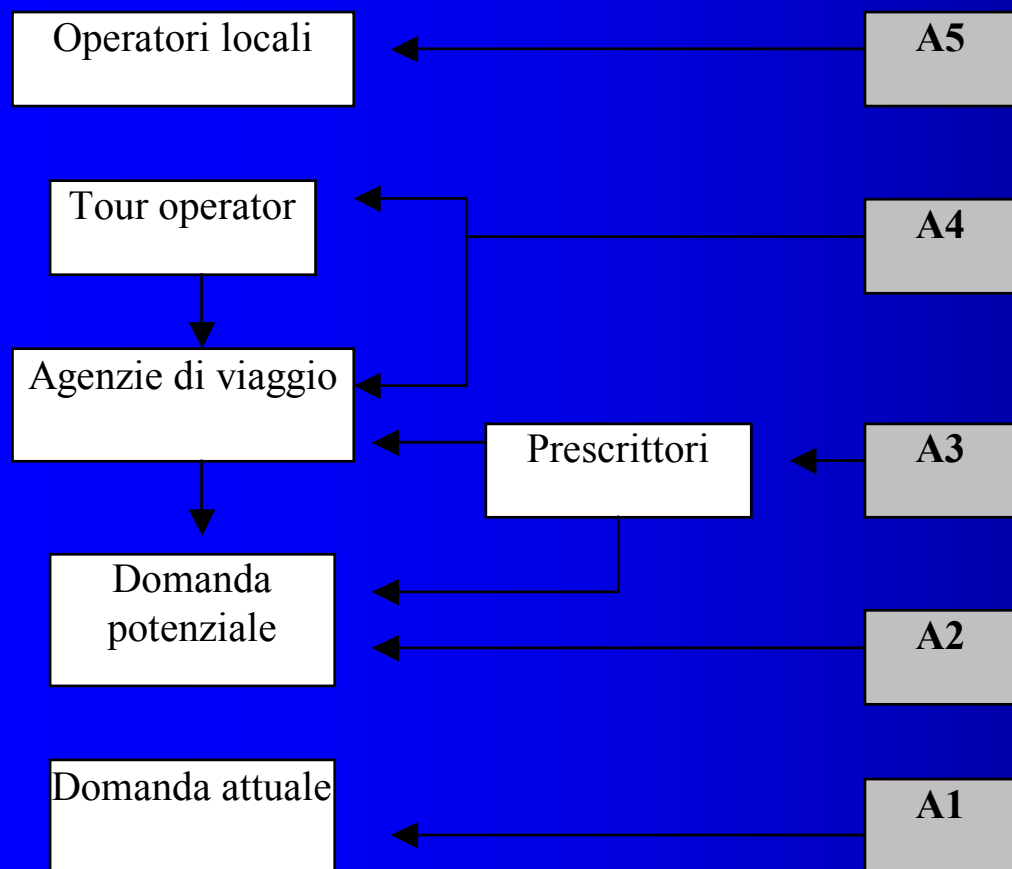 Operatori locali
A5
Tour operator
A4
Agenzie di viaggio
Prescrittori
A3
Domanda
potenziale
A2
Domanda attuale
A1